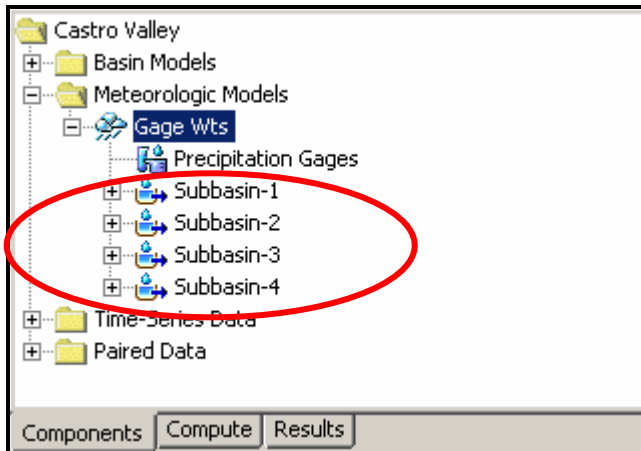 Castro Valley
Basin Models
Meteorologic Models
Gage Wts
Precipitation Gages
Subbasin-1
Subbasin-2
Subbasin-3
Subbasin-4
Time-Series Data
Paired Data
Components Compute Results